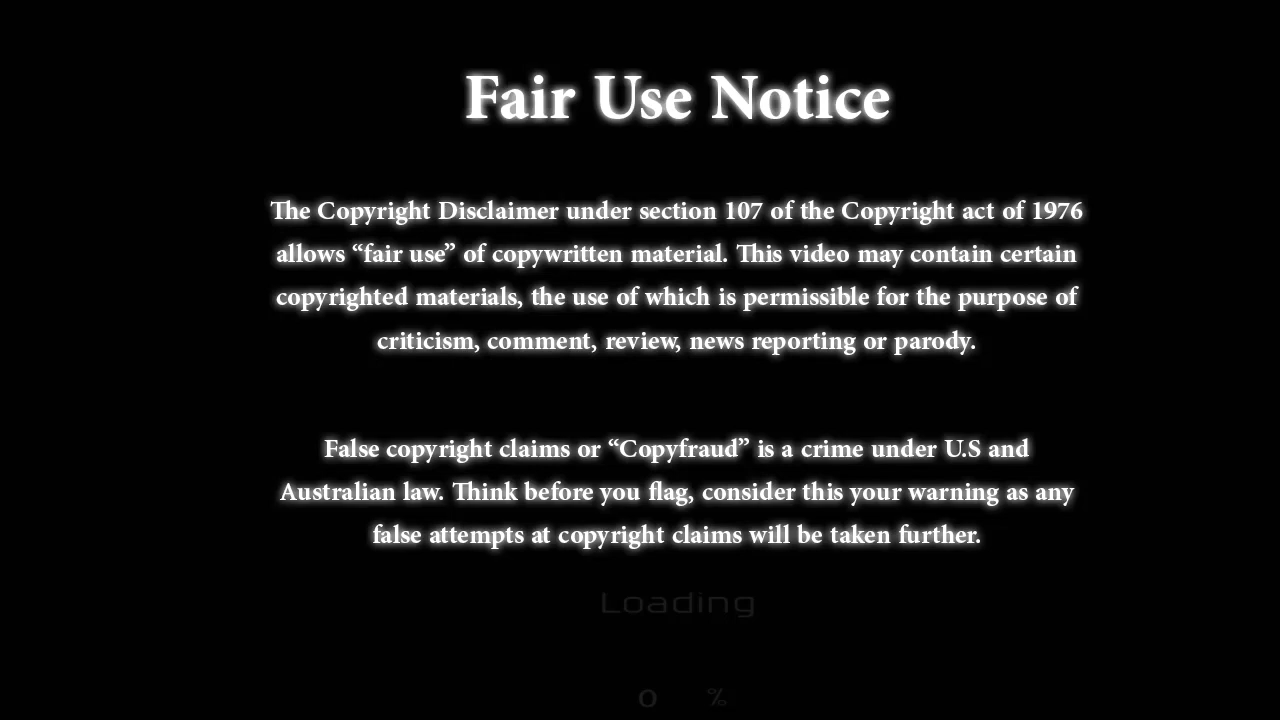 Fair Use Notice
The Copyright Disclaimer under section 107 of the Copyright act of 1976
allows “fair use” of copywritten material. This video may contain certain
copyrighted materials, the use of which is permissible for the purpose of
criticism, comment, review, news reporting or parody.
False copyright claims or “Copyfraud” is a crime under U.S and
Australian law. Think before you flag, consider this your warning as any
false attempts at copyright claims will be taken further.
Loading
0 %